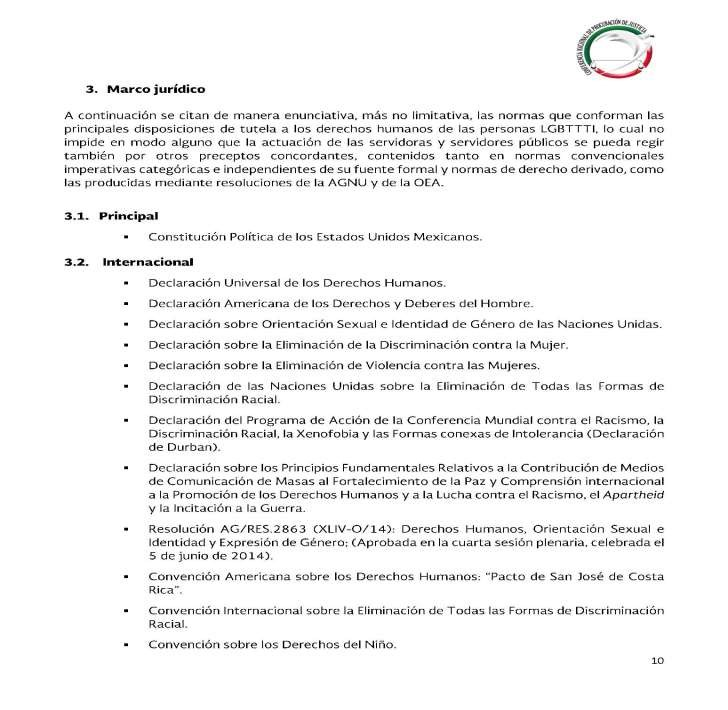 CONFERENCIA NACIONAL DE PROCURACIÓN DE JUSTICIA
3. Marco jurídico
A continuación se citan de manera enunciativa, más no limitativa, las normas que conforman las
principales disposiciones de tutela a los derechos humanos de las personas LGBTTTI, lo cual no
impide en modo alguno que la actuación de las servidoras y servidores públicos se pueda regir
también por otros preceptos concordantes, contenidos tanto en normas convencionales
imperativas categóricas e independientes de su fuente formal y normas de derecho derivado, como
las producidas mediante resoluciones de la AGNU y de la OEA.
3.1. Principal
▪ Constitución Política de los Estados Unidos Mexicanos.
3.2. Internacional
▪ Declaración Universal de los Derechos Humanos.
▪ Declaración Americana de los Derechos y Deberes del Hombre.
▪ Declaración sobre Orientación Sexual e Identidad de Género de las Naciones Unidas.
▪ Declaración sobre la Eliminación de la Discriminación contra la Mujer.
▪ Declaración sobre la Eliminación de Violencia contra las Mujeres.
▪ Declaración de las Naciones Unidas sobre la Eliminación de Todas las Formas de
Discriminación Racial.
▪ Declaración del Programa de Acción de la Conferencia Mundial contra el Racismo, la
Discriminación Racial, la Xenofobia y las Formas conexas de Intolerancia (Declaración
de Durban).
▪ Declaración sobre los Principios Fundamentales Relativos a la Contribución de Medios
de Comunicación de Masas al Fortalecimiento de la Paz y Comprensión internacional
a la Promoción de los Derechos Humanos y a la Lucha contra el Racismo, el Apartheid
y la Incitación a la Guerra.
▪ Resolución AG/RES.2863 (XLIV-O/14): Derechos Humanos, Orientación Sexual e
Identidad y Expresión de Género; (Aprobada en la cuarta sesión plenaria, celebrada el
5 de junio de 2014).
▪ Convención Americana sobre los Derechos Humanos: "Pacto de San José de Costa
Rica".
▪ Convención Internacional sobre la Eliminación de Todas las Formas de Discriminación
Racial.
▪ Convención sobre los Derechos del Niño.
10